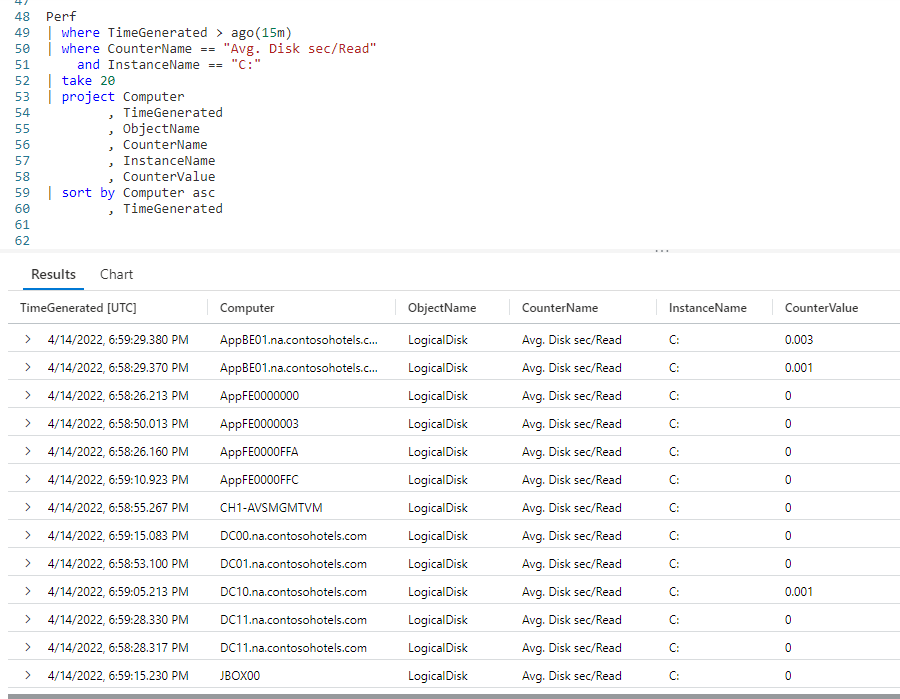 47
48 Perf
49 | where TimeGenerated > ago(15m)
50 | where CounterName == "Avg. Disk sec/Read"
51 and InstanceName == "C:"
52 | take 20
53 | project Computer
54 , TimeGenerated
55 , ObjectName
56 , CounterName
57 , InstanceName
58 , CounterValue
59 | sort by Computer asc
60 , TimeGenerated
61
62
...
Results Chart
TimeGenerated [UTC] Computer ObjectName CounterName InstanceName CounterValue
> 4/14/2022, 6:59:29.380 PM AppBE01.na.contosohotels.c... LogicalDisk Avg. Disk sec/Read C: 0.003
> 4/14/2022, 6:58:29.370 PM AppBE01.na.contosohotels.c... LogicalDisk Avg. Disk sec/Read C: 0.001
> 4/14/2022, 6:58:26.213 PM AppFE0000000 LogicalDisk Avg. Disk sec/Read C: 0
> 4/14/2022, 6:58:50.013 PM AppFE0000003 LogicalDisk Avg. Disk sec/Read C: 0
> 4/14/2022, 6:58:26.160 PM AppFE0000FFA LogicalDisk Avg. Disk sec/Read C: 0
> 4/14/2022, 6:59:10.923 PM AppFE0000FFC LogicalDisk Avg. Disk sec/Read C: 0
> 4/14/2022, 6:58:55.267 PM CH1-AVSMGMTVM LogicalDisk Avg. Disk sec/Read C: 0
> 4/14/2022, 6:59:15.083 PM DC00.na.contosohotels.com LogicalDisk Avg. Disk sec/Read C: 0
> 4/14/2022, 6:58:53.100 PM DC01.na.contosohotels.com LogicalDisk Avg. Disk sec/Read C: 0
> 4/14/2022, 6:59:05.213 PM DC10.na.contosohotels.com LogicalDisk Avg. Disk sec/Read C: 0.001
> 4/14/2022, 6:59:28.330 PM DC11.na.contosohotels.com LogicalDisk Avg. Disk sec/Read C: 0
> 4/14/2022, 6:58:28.317 PM DC11.na.contosohotels.com LogicalDisk Avg. Disk sec/Read C: 0
> 4/14/2022, 6:59:15.230 PM JBOX00 LogicalDisk Avg. Disk sec/Read C: 0